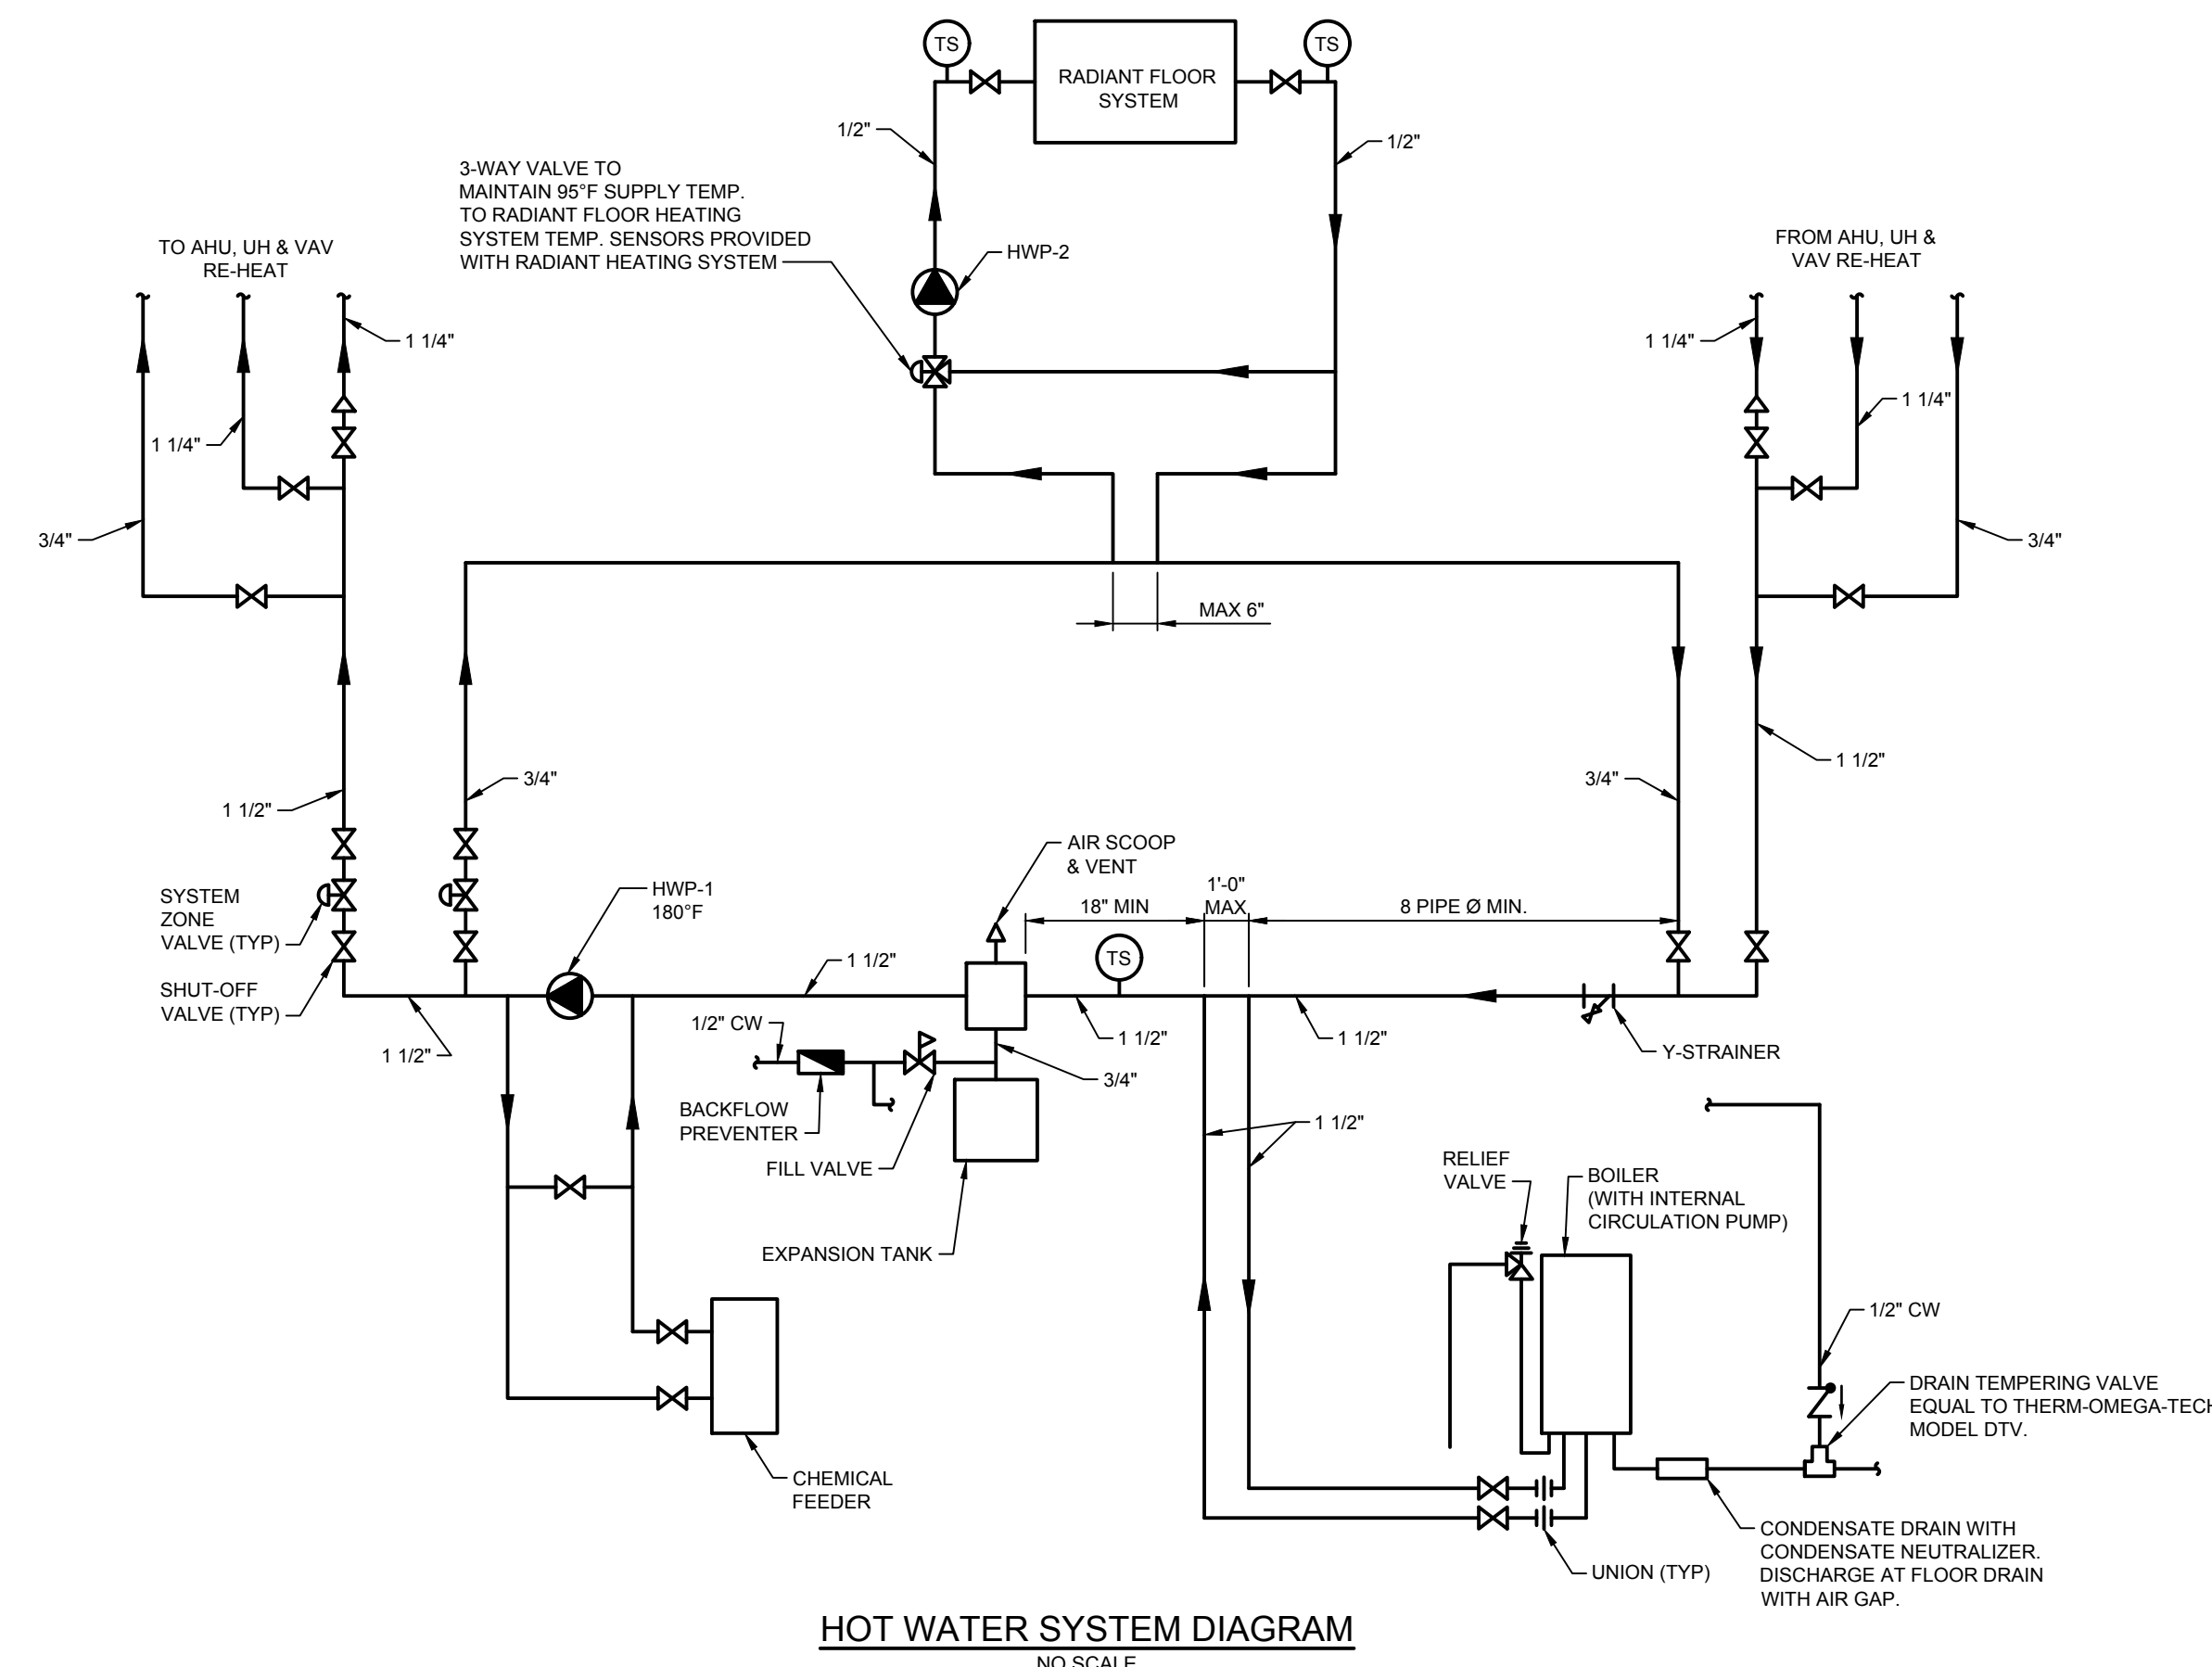 TS
RADIANT FLOOR
SYSTEM
TS
1/2"
1/2"
3-WAY VALVE TO
MAINTAIN 95°F SUPPLY TEMP.
TO RADIANT FLOOR HEATING
SYSTEM TEMP. SENSORS PROVIDED
WITH RADIANT HEATING SYSTEM
HWP-2
TO AHU, UH & VAV
RE-HEAT
FROM AHU, UH &
VAV RE-HEAT
1 1/4"
1 1/4"
1 1/4"
1 1/4"
3/4"
3/4"
MAX 6"
3/4"
3/4"
1 1/2"
1 1/2"
SYSTEM
ZONE
VALVE (TYP)
SHUT-OFF
VALVE (TYP)
HWP-1
180°F
AIR SCOOP
& VENT
18" MIN
1'-0"
MAX
8 PIPE Ø MIN.
TS
1 1/2"
1 1/2"
1 1/2"
1 1/2"
1/2" CW
3/4"
Y-STRAINER
BACKFLOW
PREVENTER
FILL VALVE
EXPANSION TANK
1 1/2"
RELIEF
VALVE
BOILER
(WITH INTERNAL
CIRCULATION PUMP)
1/2" CW
DRAIN TEMPERING VALVE
EQUAL TO THERM-OMEGA-TECH
MODEL DTV.
CHEMICAL
FEEDER
UNION (TYP)
CONDENSATE DRAIN WITH
CONDENSATE NEUTRALIZER.
DISCHARGE AT FLOOR DRAIN
WITH AIR GAP.
HOT WATER SYSTEM DIAGRAM
NO SCALE